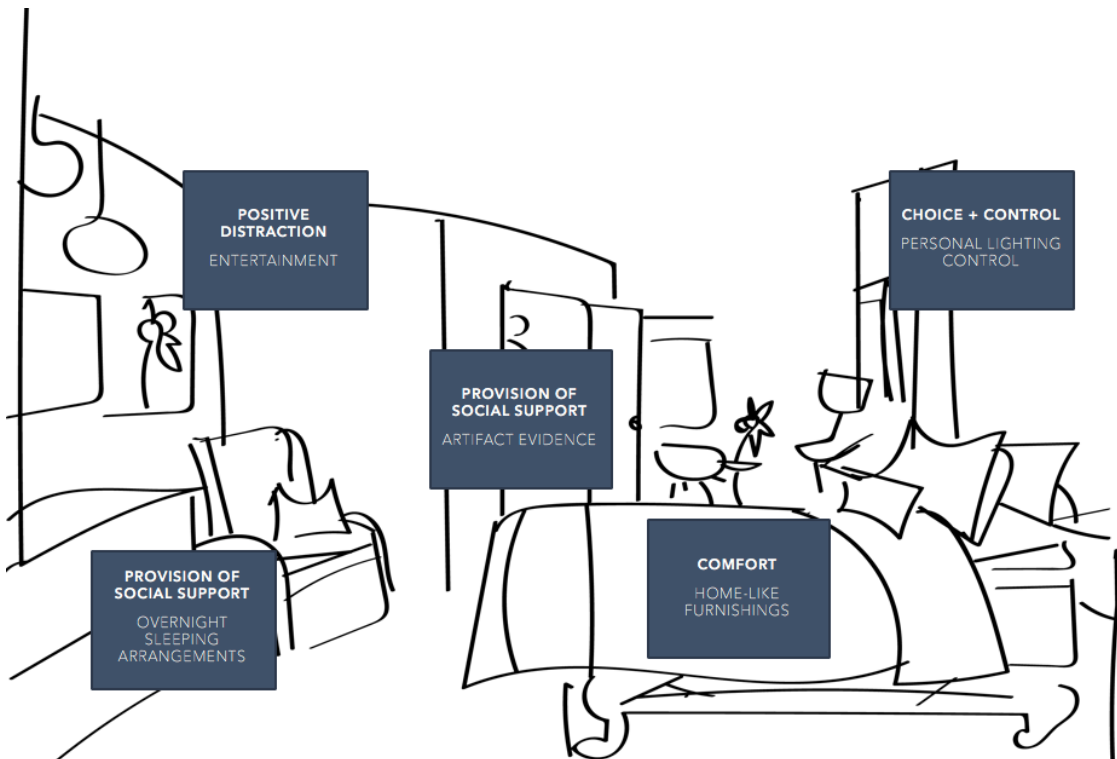 POSITIVE
DISTRACTION
ENTERTAINMENT
CHOICE + CONTROL
PERSONAL LIGHTING
CONTROL
PROVISION OF
SOCIAL SUPPORT
ARTIFACT EVIDENCE
PROVISION OF
SOCIAL SUPPORT
OVERNIGHT
SLEEPING
ARRANGEMENTS
COMFORT
HOME-LIKE
FURNISHINGS